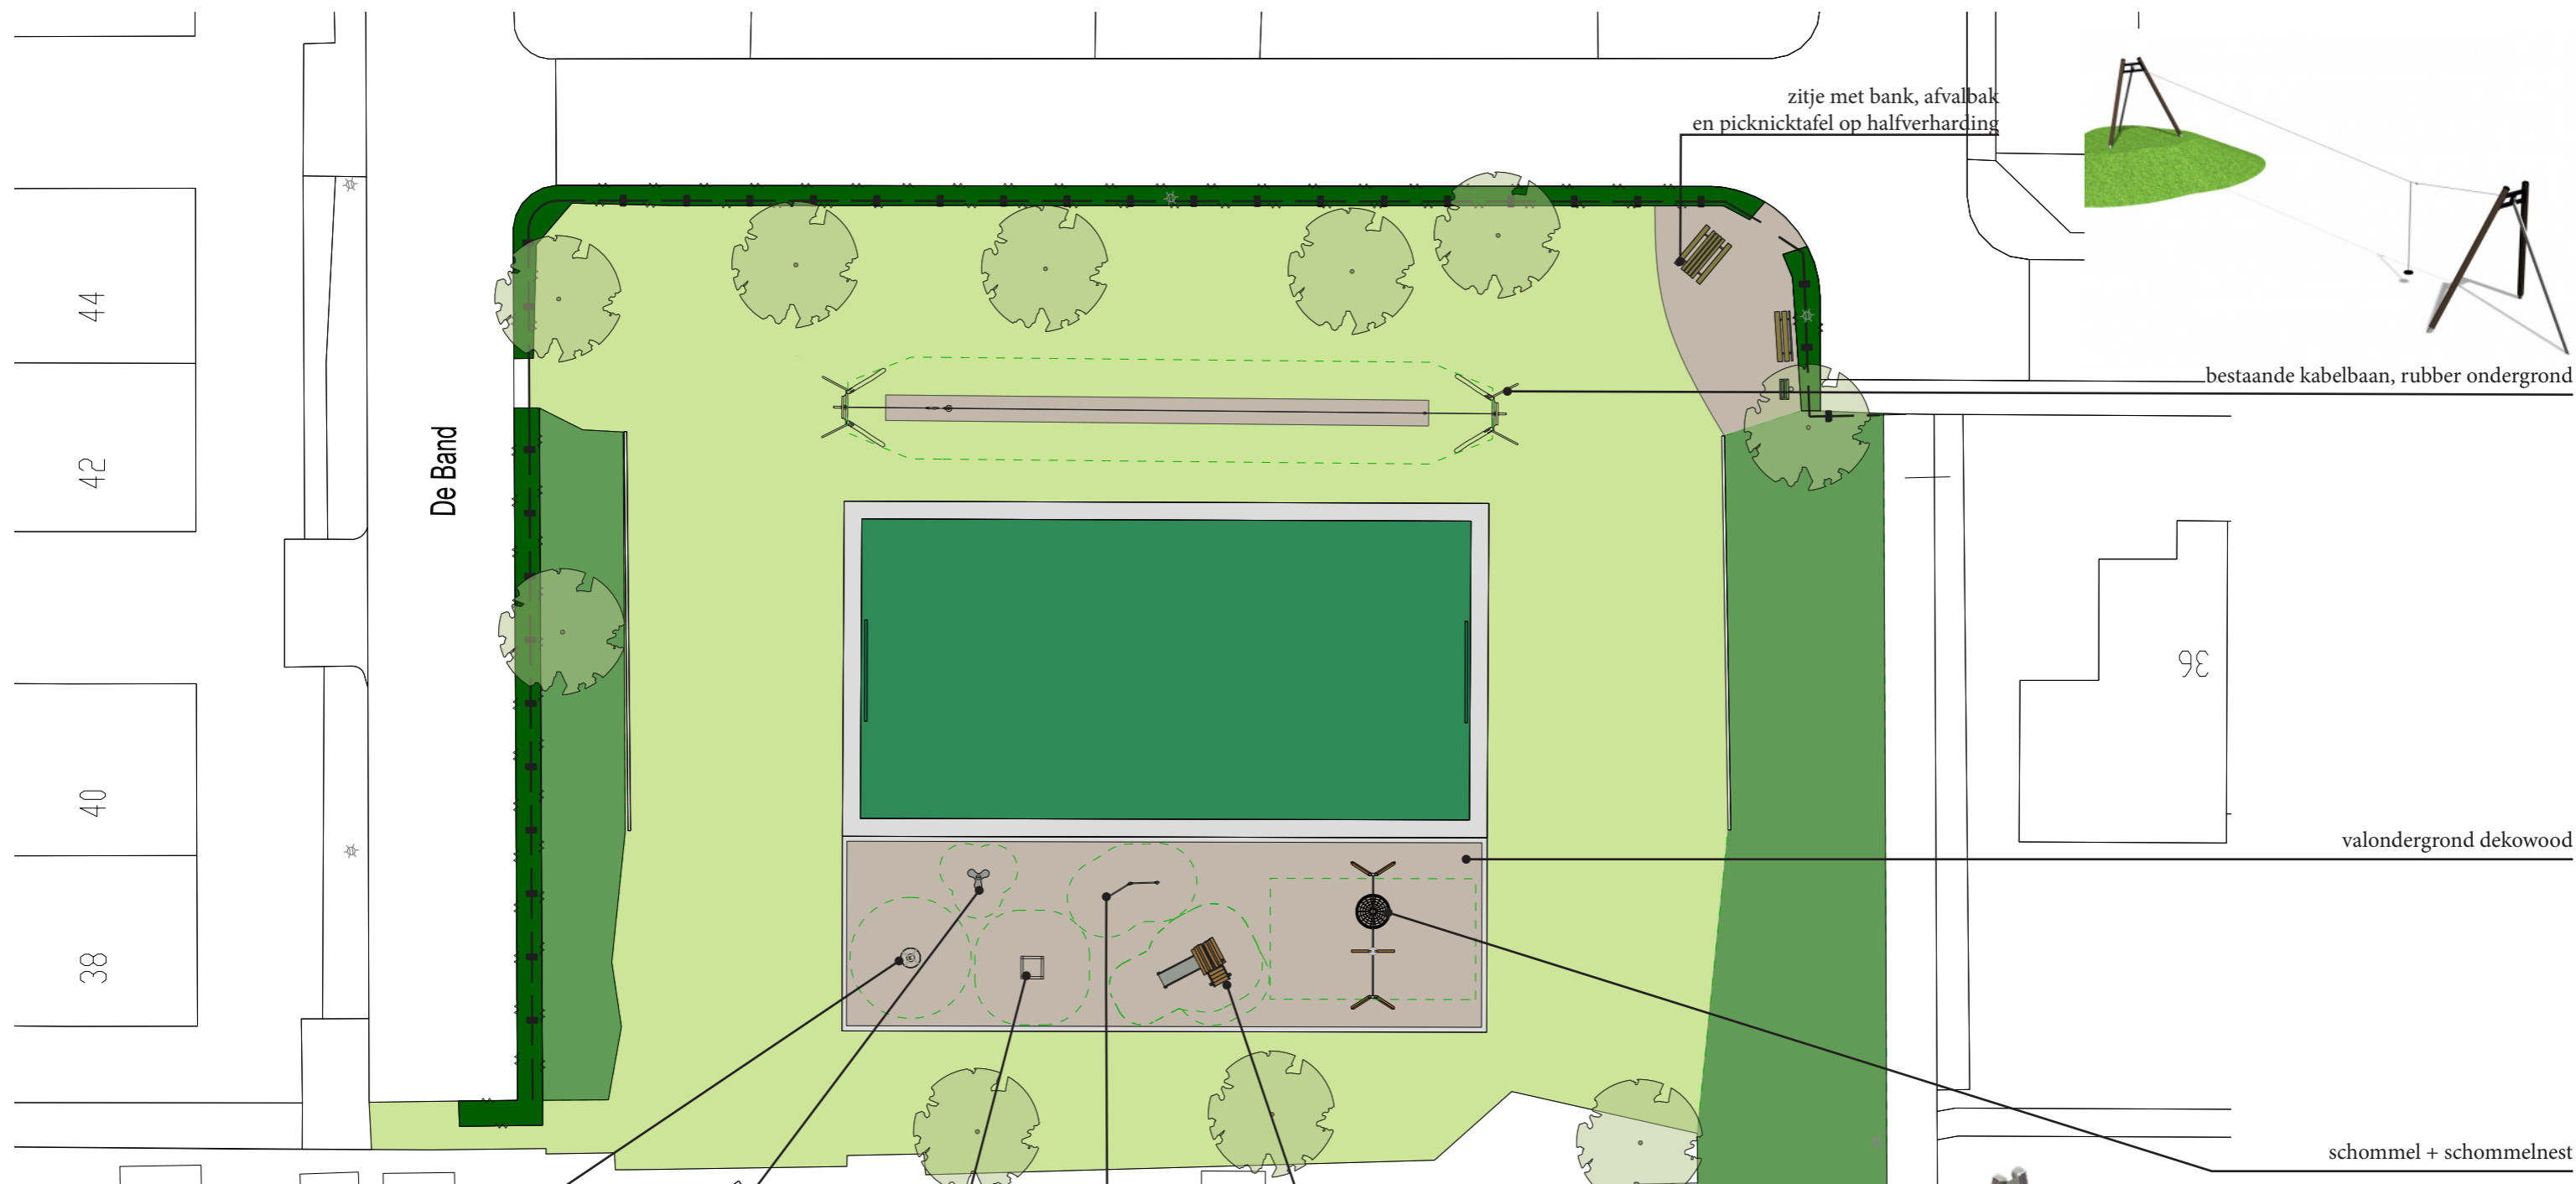 zitje met bank, afvalbak
en picknicktafel op halfverharding
bestaande kabelbaan, rubber ondergrond
44
42
De Band
40
38
36
valondergrond dekowood
schommel + schommelnest